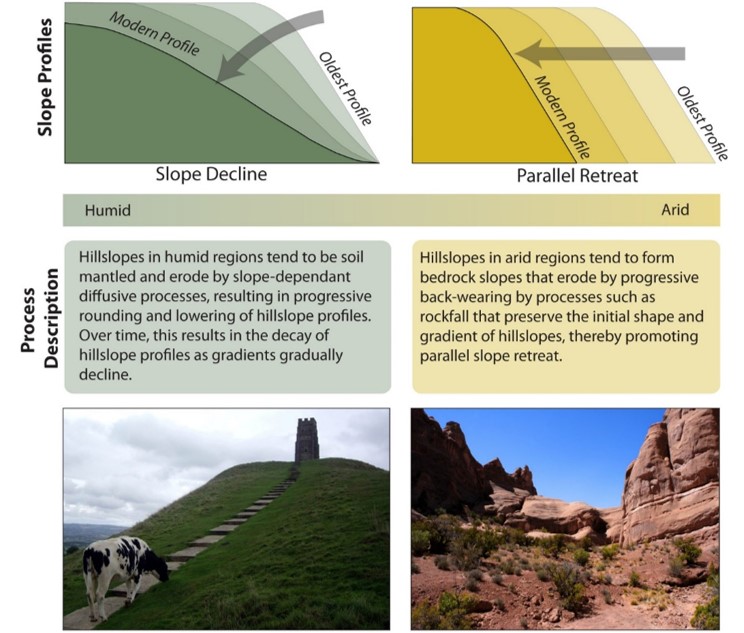 Slope Profiles
Modern Profile
Oldest Profile
Slope Decline
Modern Profile
Oldest Profile
Parallel Retreat
Humid
Arid
Process
Description
Hillslopes in humid regions tend to be soil
mantled and erode by slope-dependant
diffusive processes, resulting in progressive
rounding and lowering of hillslope profiles.
Over time, this results in the decay of
hillslope profiles as gradients gradually
decline.
Hillslopes in arid regions tend to form
bedrock slopes that erode by progressive
back-wearing by processes such as
rockfall that preserve the initial shape and
gradient of hillslopes, thereby promoting
parallel slope retreat.